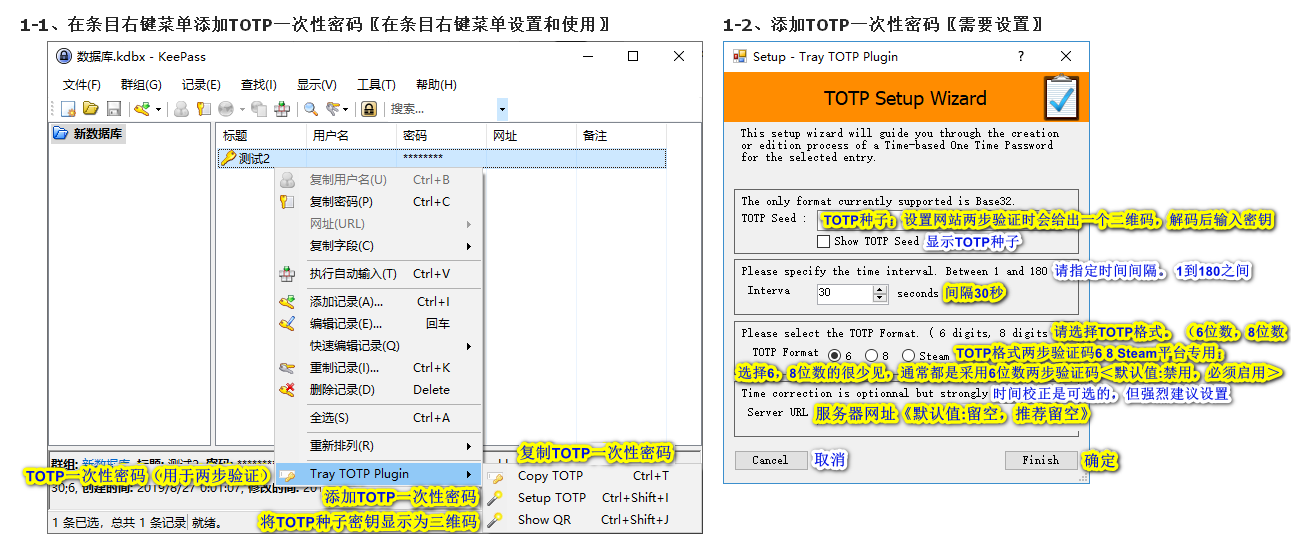 1-1、在条目右键菜单添加TOTP一次性密码〖在条目右键菜单设置和使用〗
数据库.kdbx - KeePass
文件(F) 群组(G) 记录(E) 查找(I) 显示(V) 工具(T) 帮助(H)
搜索...
新数据库
标题 用户名 密码 网址 备注
测试2 ********
复制用户名(U) Ctrl+B
复制密码(P) Ctrl+C
网址(URL)
复制字段(C)
执行自动输入(T) Ctrl+V
添加记录(A)... Ctrl+I
编辑记录(E)... 回车
快速编辑记录(Q)
重制记录(I)... Ctrl+K
删除记录(D) Delete
全选(S) Ctrl+A
重新排列(R)
Tray TOTP Plugin
复制TOTP一次性密码
Copy TOTP Ctrl+T
Setup TOTP Ctrl+Shift+I
Show QR Ctrl+Shift+J
TOTP一次性密码（用于两步验证）
添加TOTP一次性密码
将TOTP种子密钥显示为二维码
群组: 新数据库, 标题: 测试2, 密码: ********
30;6, 创建时间: 2019/6/27 0:01:07, 修改时间: 201
1 条已选，总共 1 条记录 就绪。
1-2、添加TOTP一次性密码〖需要设置〗
Setup - Tray TOTP Plugin ?
TOTP Setup Wizard
This setup wizard will guide you through the creation
or edition process of a Time-based One Time Password
for the selected entry.
The only format currently supported is Base32.
TOTP Seed : TOTP种子；设置网站两步验证时会给出一个二维码，解码后输入密钥
Show TOTP Seed 显示TOTP种子
Please specify the time interval. Between 1 and 180 请指定时间间隔。1到180之间
Interva 30 seconds 间隔30秒
Please select the TOTP Format. ( 6 digits, 8 digits 请选择TOTP格式。（6位数，8位数
TOTP Format 6 8 Steam TOTP格式两步验证码6 8 Steam平台专用；
选择6，8位数的很少见，通常都是采用6位数两步验证码＜默认值:禁用，必须启用＞
Time correction is optionnal but strongly 时间校正是可选的，但强烈建议设置
Server URL 服务器网址《默认值:留空，推荐留空》
Cancel 取消 Finish 确定